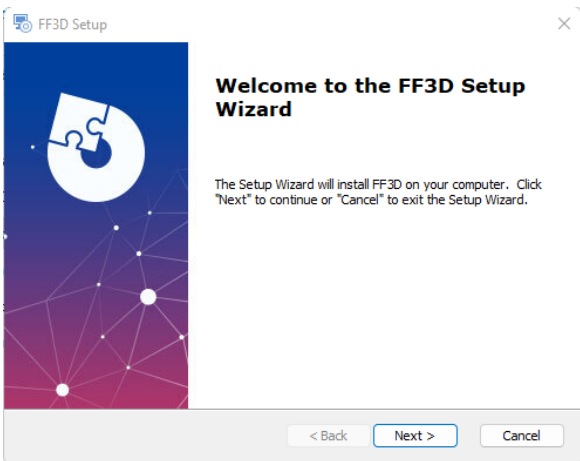 FF3D Setup
Welcome to the FF3D Setup
Wizard
The Setup Wizard will install FF3D on your computer. Click
"Next" to continue or "Cancel" to exit the Setup Wizard.
< Back Next > Cancel